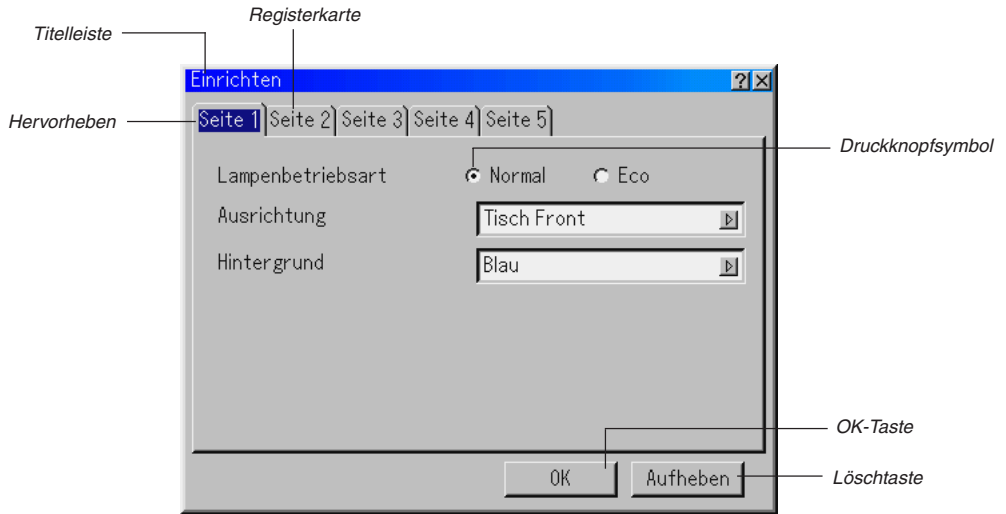 Registerkarte
Titelleiste
Einrichten
Hervorheben
Seite 1 Seite 2 Seite 3 Seite 4 Seite 5
Druckknopfsymbol
Lampenbetriebsart Normal Eco
Ausrichtung Tisch Front
Hintergrund Blau
OK-Taste
OK Aufheben
Löschtaste